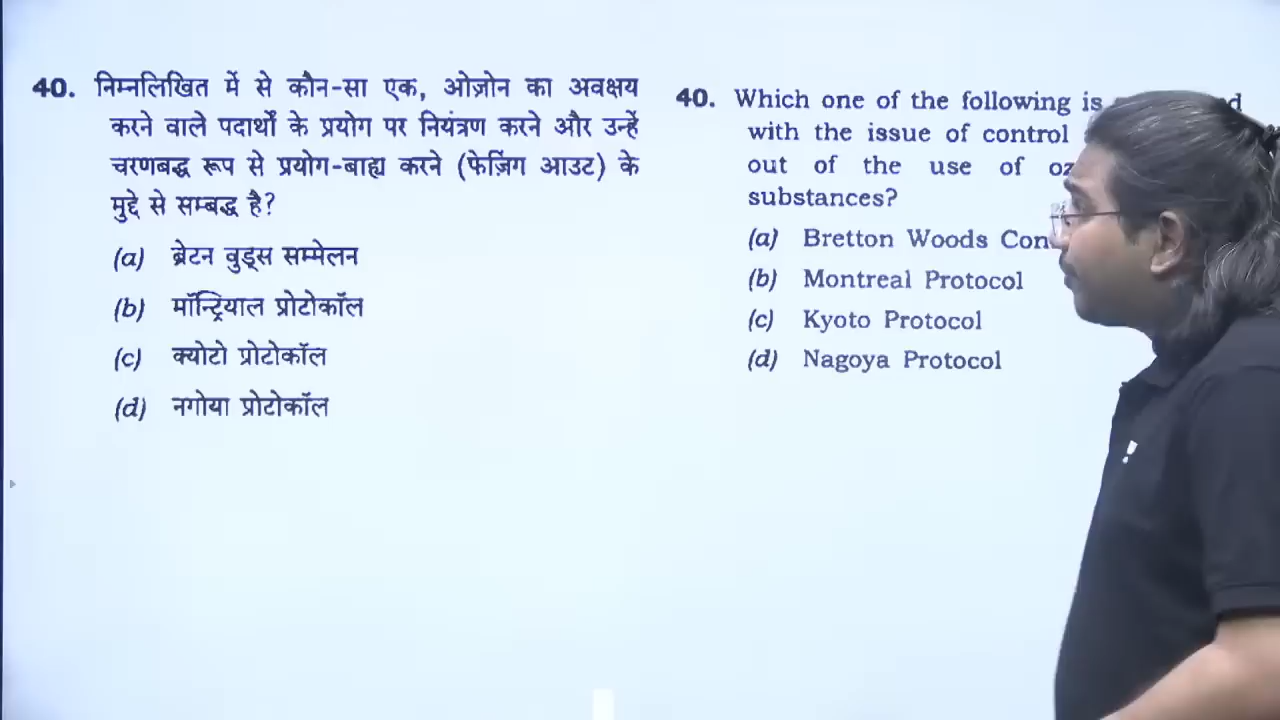 40. निम्नलिखित में से कौन-सा एक, ओज़ोन का अवक्षय
करने वाले पदार्थों के प्रयोग पर नियंत्रण करने और उन्हें
चरणबद्ध रूप से प्रयोग-बाह्य करने (फेज़िंग आउट) के
मुद्दे से सम्बद्ध है?
(a) ब्रेटन वुड्स सम्मेलन
(b) मॉन्ट्रियाल प्रोटोकॉल
(c) क्योटो प्रोटोकॉल
(d) नगोया प्रोटोकॉल
40. Which one of the following is
with the issue of control
out of the use of
substances?
(a) Bretton Woods
(b) Montreal Protocol
(c) Kyoto Protocol
(d) Nagoya Protocol